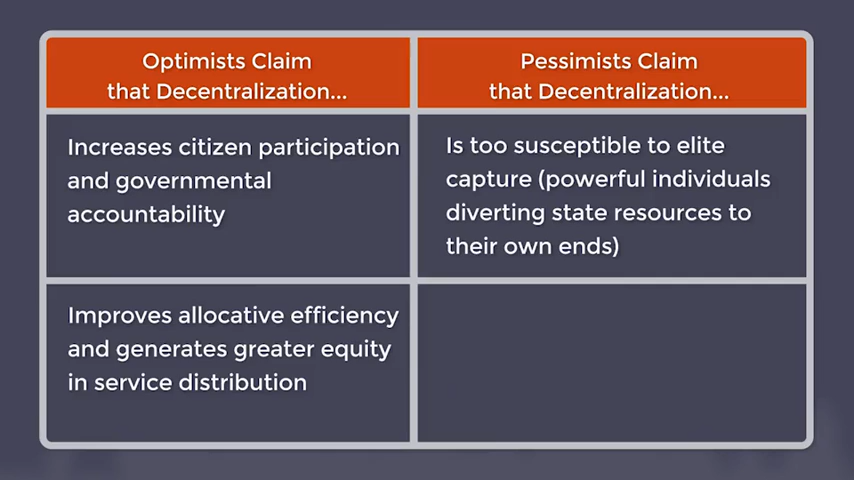 Optimists Claim
that Decentralization...
Pessimists Claim
that Decentralization...
Increases citizen participation
and governmental
accountability
Is too susceptible to elite
capture (powerful individuals
diverting state resources to
their own ends)
Improves allocative efficiency
and generates greater equity
in service distribution